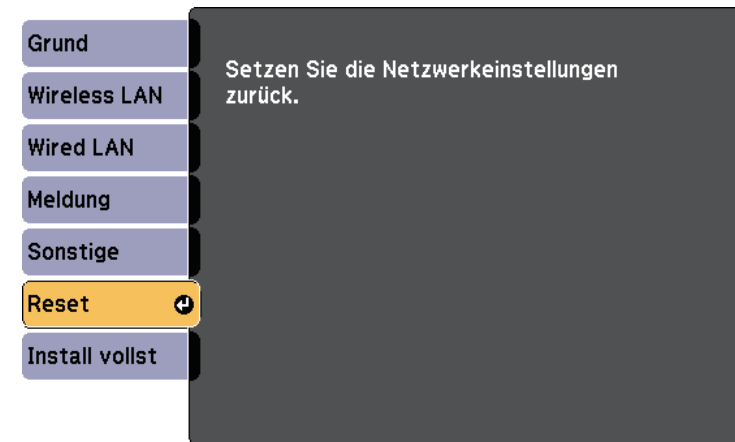 Grund
Wireless LAN
Wired LAN
Meldung
Sonstige
Reset
Install vollst
Setzen Sie die Netzwerkeinstellungen
zurück.